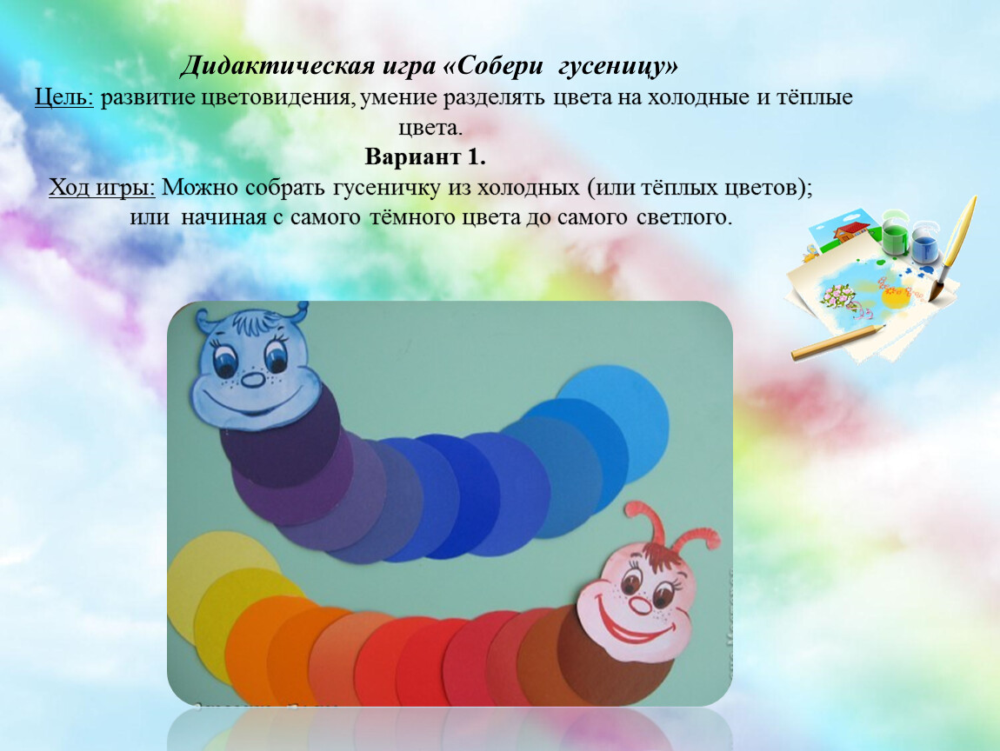 Дидактическая игра «Собери гусеницу»
Цель: развитие цветовидения, умение разделять цвета на холодные и тёплые
цвета.
Вариант 1.
Ход игры: Можно собрать гусеничку из холодных (или тёплых цветов);
или начиная с самого тёмного цвета до самого светлого.